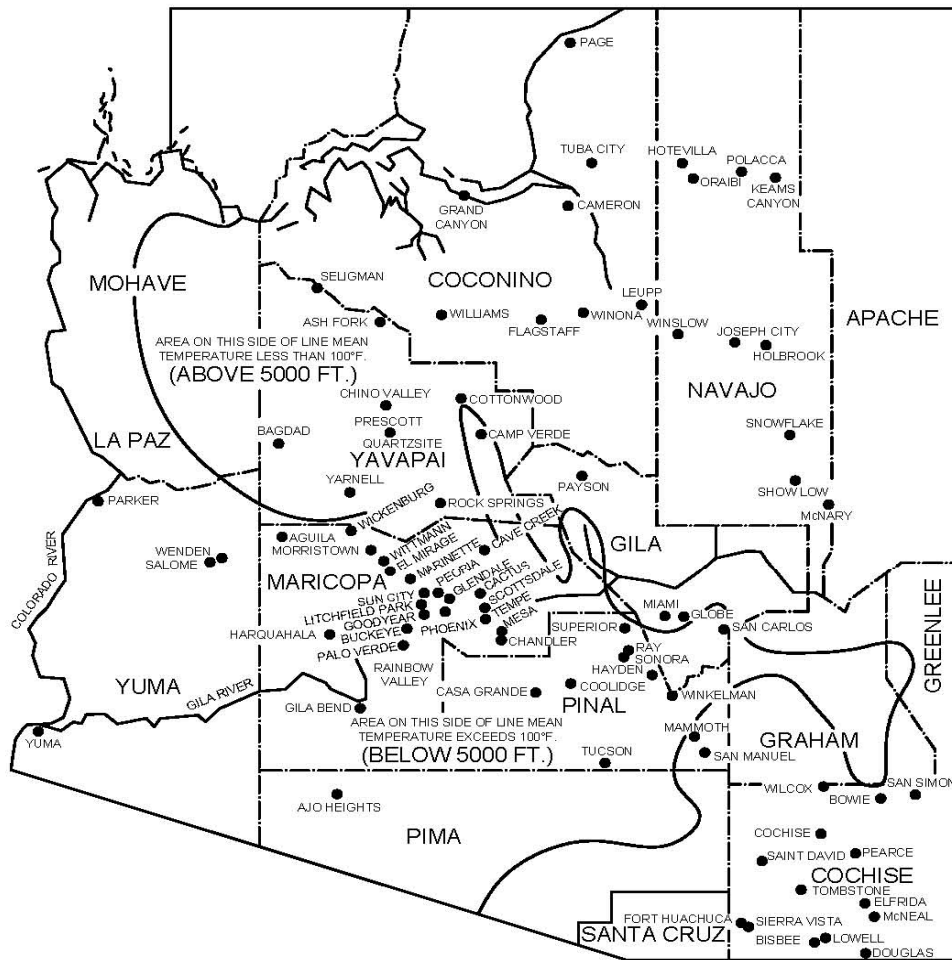 PAGE
TUBA CITY
HOTEVILLA
POLACCA
ORAIBI
KEAMS
CANYON
GRAND
CANYON
CAMERON
MOHAVE
COCONINO
SELIGMAN
LEUPP
APACHE
ASH FORK
WILLIAMS
FLAGSTAFF
WINONA
WINSLOW
JOSEPH CITY
HOLBROOK
AREA ON THIS SIDE OF LINE MEAN
TEMPERATURE LESS THAN 100°F.
(ABOVE 5000 FT.)
NAVAJO
CHINO VALLEY
COTTONWOOD
PRESCOTT
QUARTZSITE
CAMP VERDE
SNOWFLAKE
LA PAZ
BAGDAD
YAVAPAI
PAYSON
SHOW LOW
McNARY
YARNELL
PARKER
ROCK SPRINGS
WICKENBURG
AGUILA
MORRISTOWN
WITTMANN
EL MIRAGE
MARINETTE
CAVE CREEK
GILA
WENDEN
SALOME
MARICOPA
PEORIA
GLENDALE
CACTUS
SCOTTSDALE
TEMPE
MESA
SUN CITY
LITCHFIELD PARK
GOODYEAR
BUCKEYE
PHOENIX
CHANDLER
COLORADO RIVER
GREENLEE
MIAMI
GLOBE
SUPERIOR
SAN CARLOS
HARQUAHALA
PALO VERDE
RAY
SONORA
RAINBOW
VALLEY
HAYDEN
YUMA
GILA RIVER
CASA GRANDE
COOLIDGE
WINKELMAN
GILA BEND
PINAL
AREA ON THIS SIDE OF LINE MEAN
TEMPERATURE EXCEEDS 100°F.
(BELOW 5000 FT.)
MAMMOTH
GRAHAM
YUMA
TUCSON
SAN MANUEL
SAN SIMON
WILCOX
BOWIE
AJO HEIGHTS
PIMA
COCHISE
SAINT DAVID
PEARCE
COCHISE
TOMBSTONE
ELFRIDA
McNEAL
FORT HUACHUCA
SIERRA VISTA
SANTA CRUZ
BISBEE
LOWELL
DOUGLAS